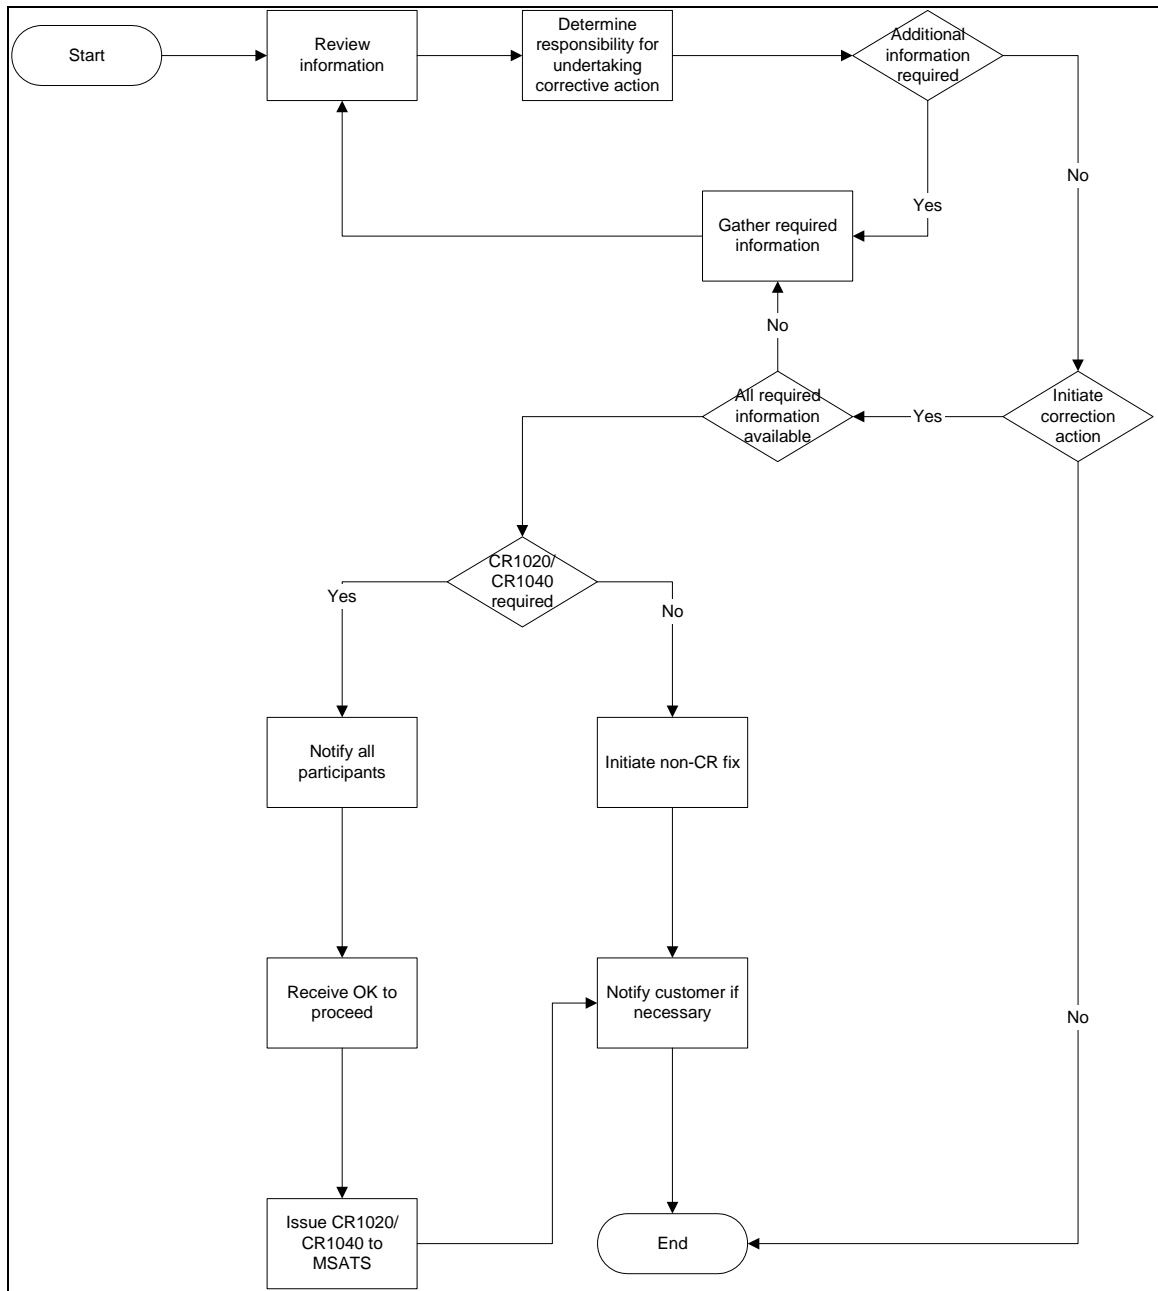 Start
Review
information
Determine
responsibility for
undertaking
corrective action
Additional
information
required
No
Yes
Gather required
information
No
All required
information
available
Yes
Initiate
correction
action
CR1020/
CR1040
required
Yes
No
Notify all
participants
Initiate non-CR fix
Receive OK to
proceed
Notify customer if
necessary
No
Issue CR1020/
CR1040 to
MSATS
End